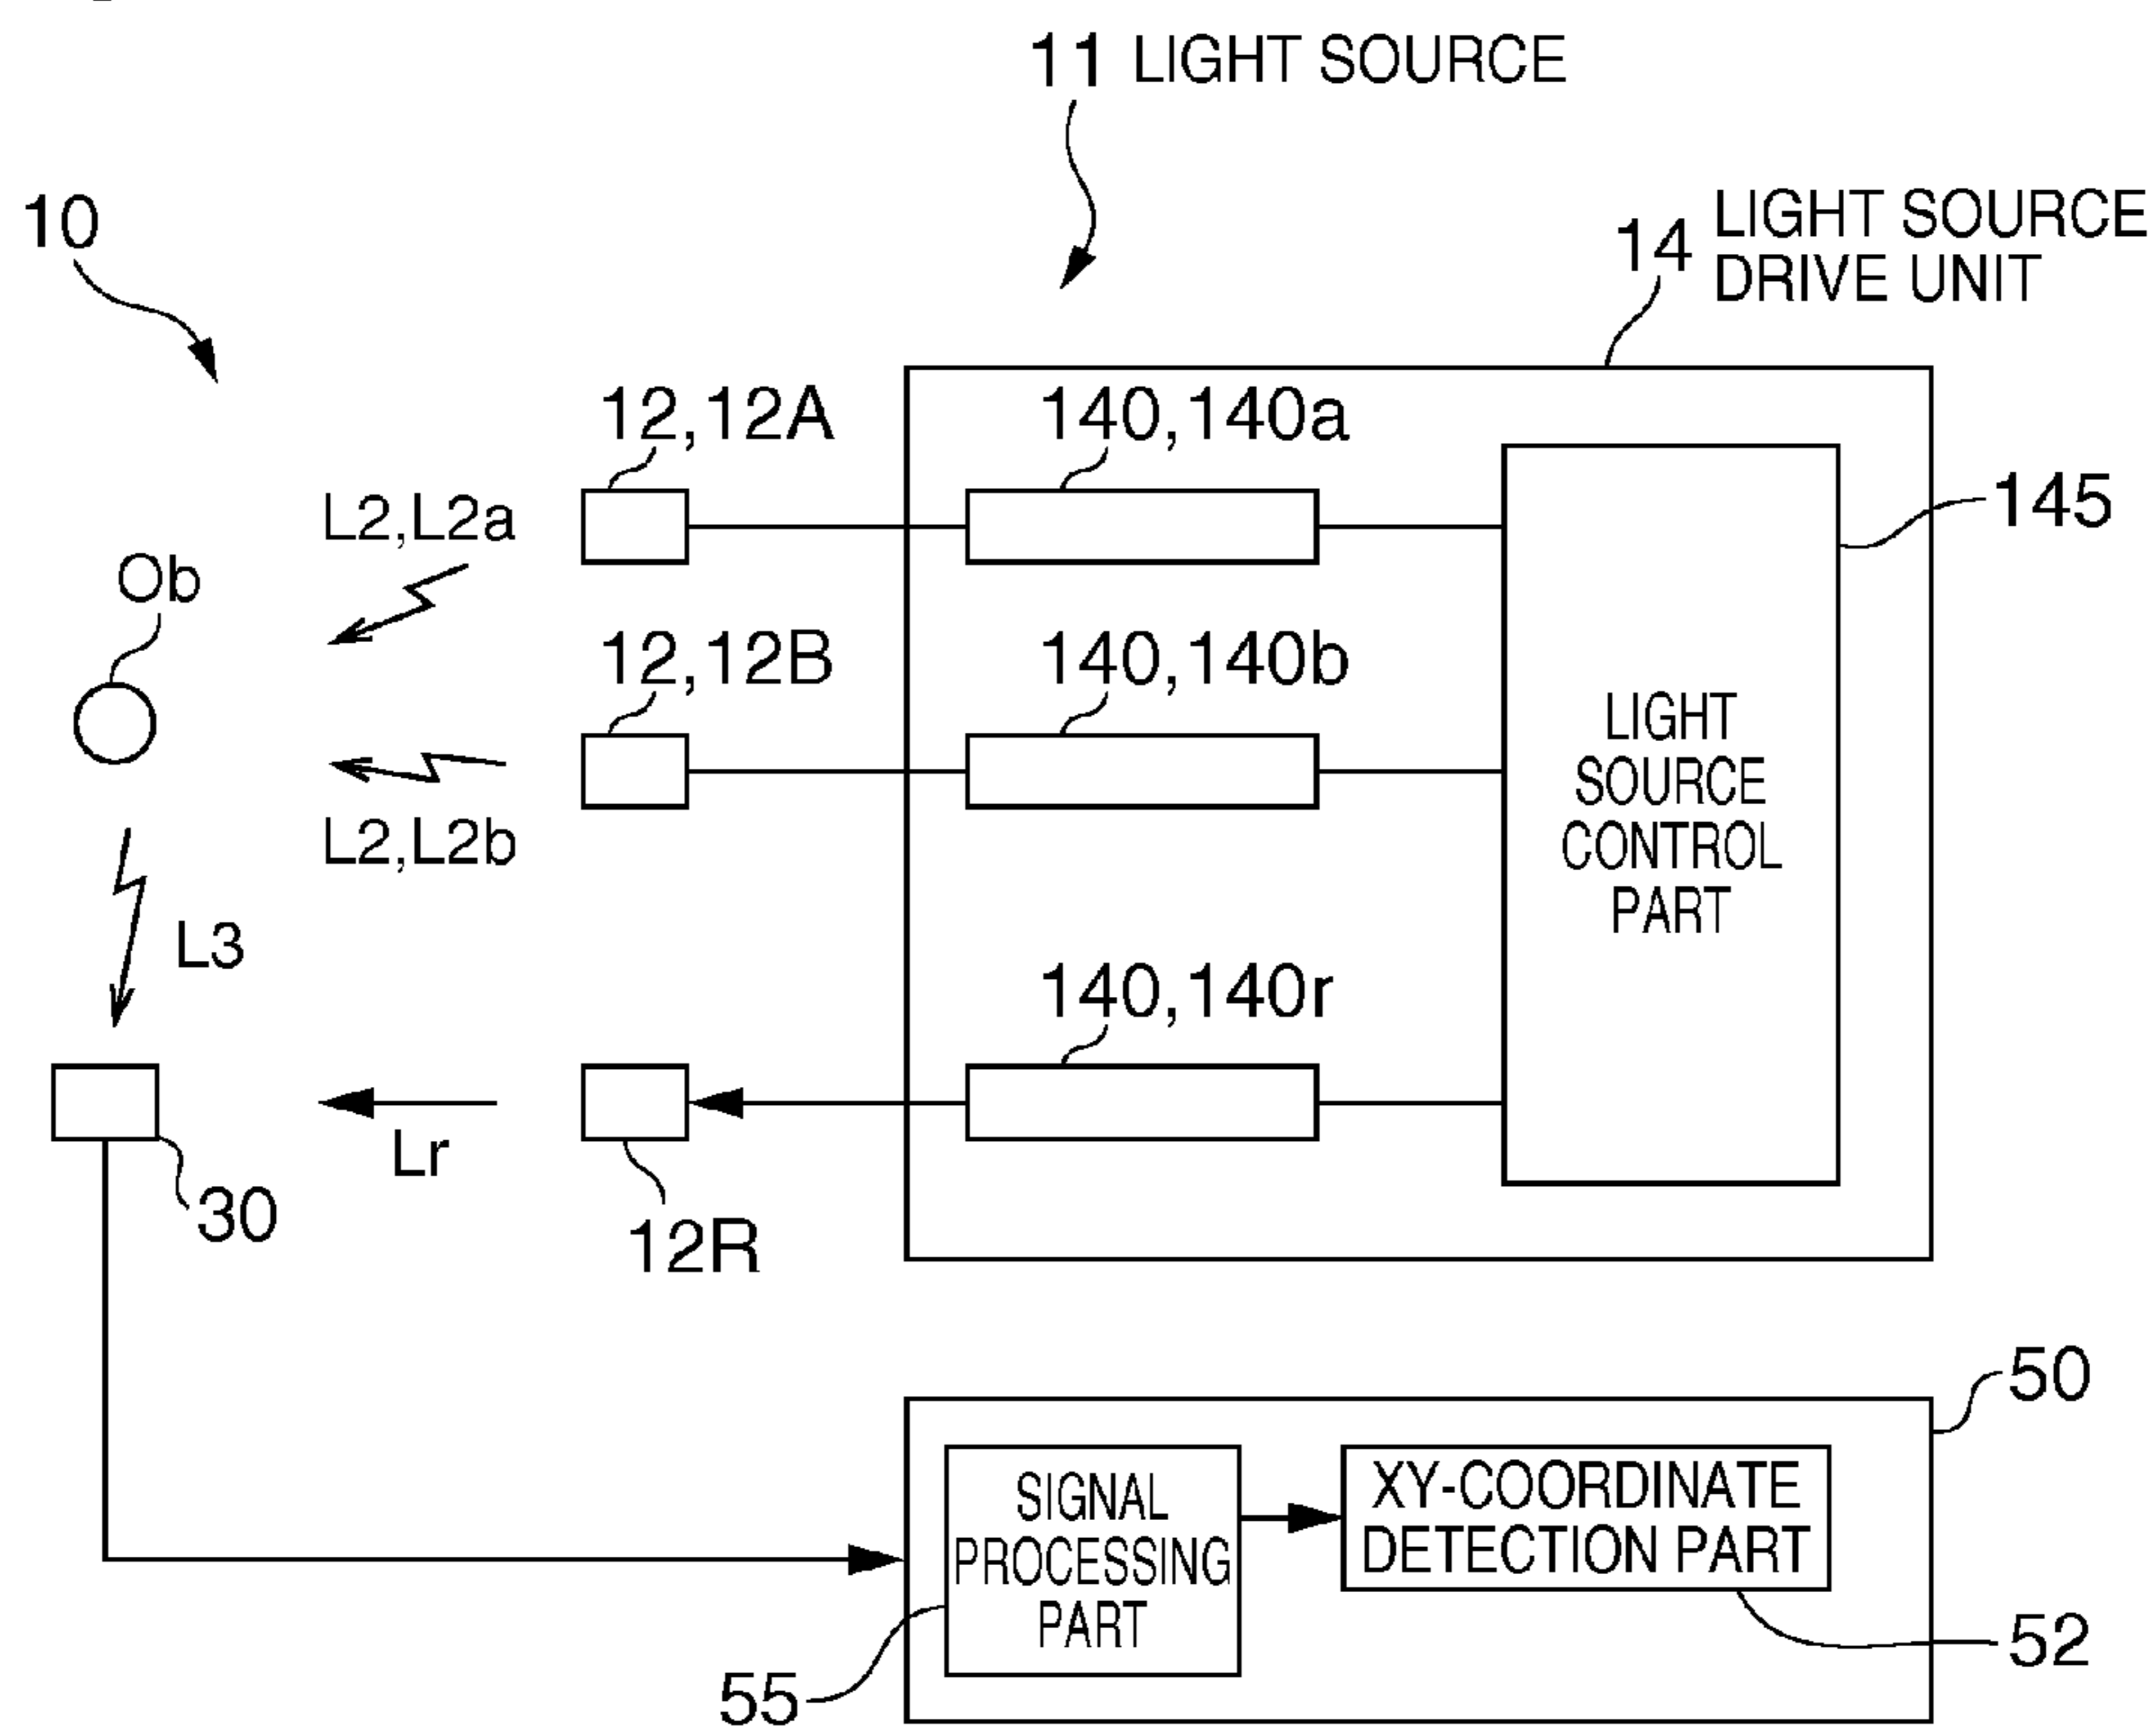 11 LIGHT SOURCE
10
14 LIGHT SOURCE
DRIVE UNIT
12,12A
140,140a
145
L2,L2a
Ob
12,12B
140,140b
LIGHT
SOURCE
CONTROL
PART
L2,L2b
L3
140,140r
Lr
30
12R
50
SIGNAL
PROCESSING
PART
XY-COORDINATE
DETECTION PART
52
55